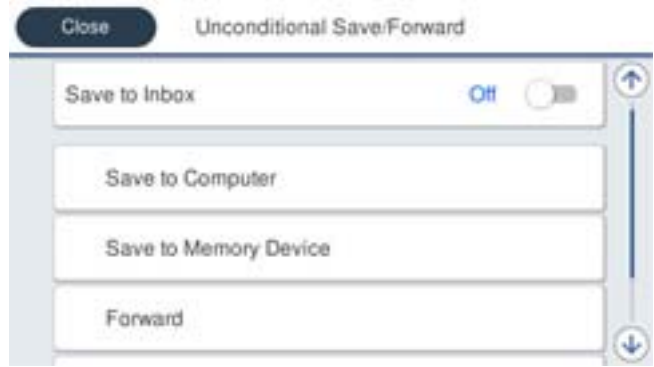 Close Unconditional Save/Forward
Save to Inbox Off
Save to Computer
Save to Memory Device
Forward